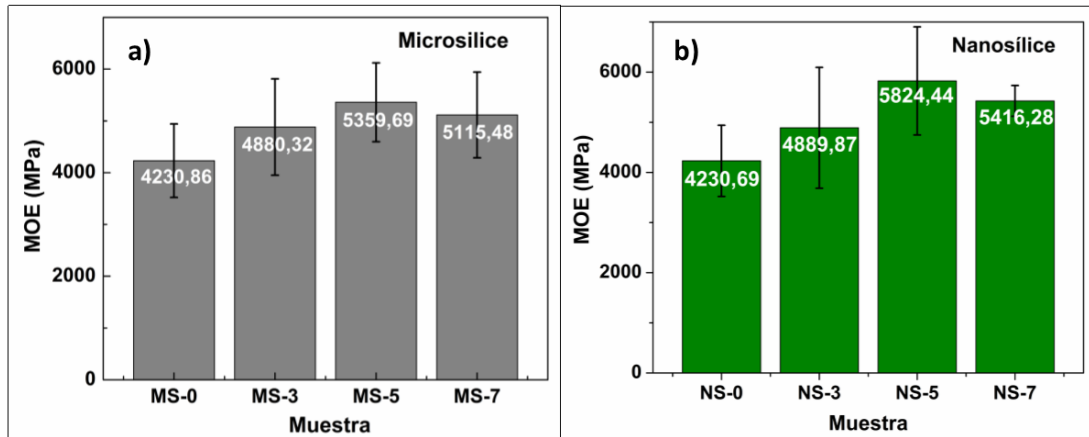 a)
Microsilice
MOE (MPa)
6000
4000
2000
0
4230,86
4880,32
5359,69
5115,48
MS-0 MS-3 MS-5 MS-7
Muestra
b)
Nanosílice
MOE (MPa)
6000
4000
2000
0
4230,69
4889,87
5824,44
5416,28
NS-0 NS-3 NS-5 NS-7
Muestra